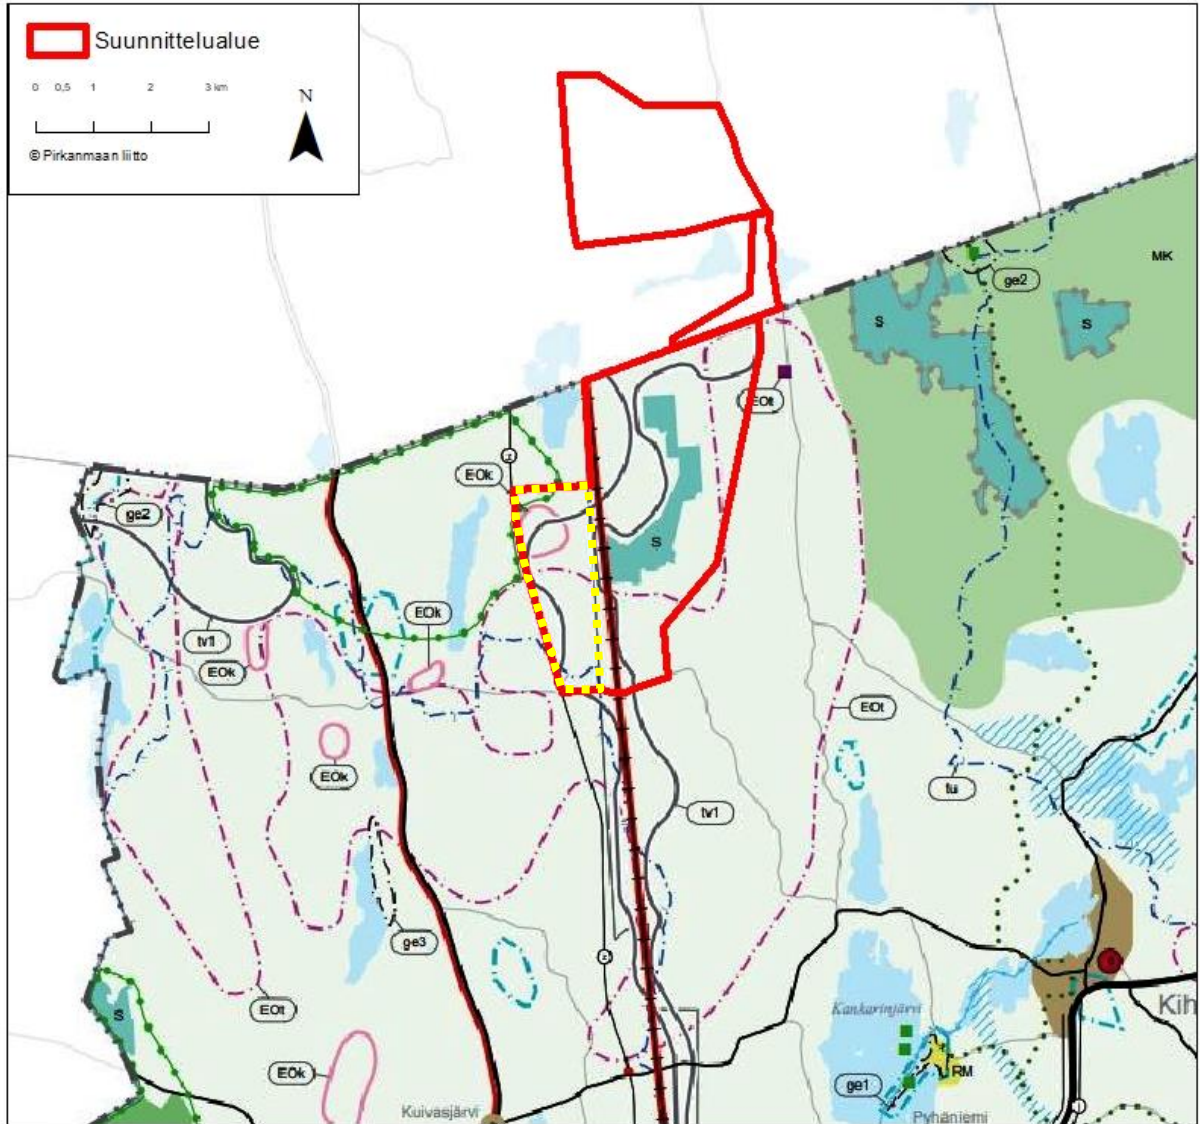 Suunnittelualue
0 0,5 1 2 3 km
N
© Pirkanmaan liitto
MK
ge2
S
S
EOt
z
EOk
ge2
S
EOk
tv1
EOk
EOt
EOk
tu
tv1
ge3
z
Kih
EOt
S
Kankarinjärvi
EOk
RM
ge1
Kuivasjärvi
Pyhäniemi